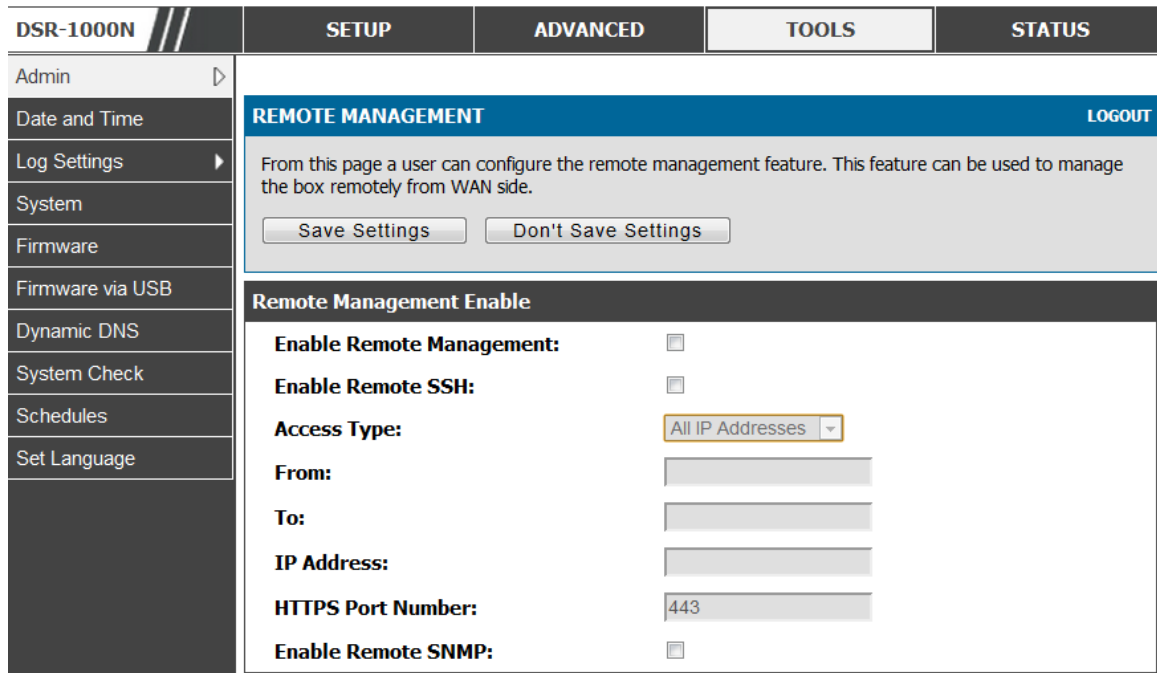 DSR-1000N
SETUP
ADVANCED
TOOLS
STATUS
Admin
Date and Time
Log Settings
System
Firmware
Firmware via USB
Dynamic DNS
System Check
Schedules
Set Language
REMOTE MANAGEMENT
LOGOUT
From this page a user can configure the remote management feature. This feature can be used to manage
the box remotely from WAN side.
Save Settings
Don't Save Settings
Remote Management Enable
Enable Remote Management:
Enable Remote SSH:
Access Type:
All IP Addresses
From:
To:
IP Address:
HTTPS Port Number:
443
Enable Remote SNMP: